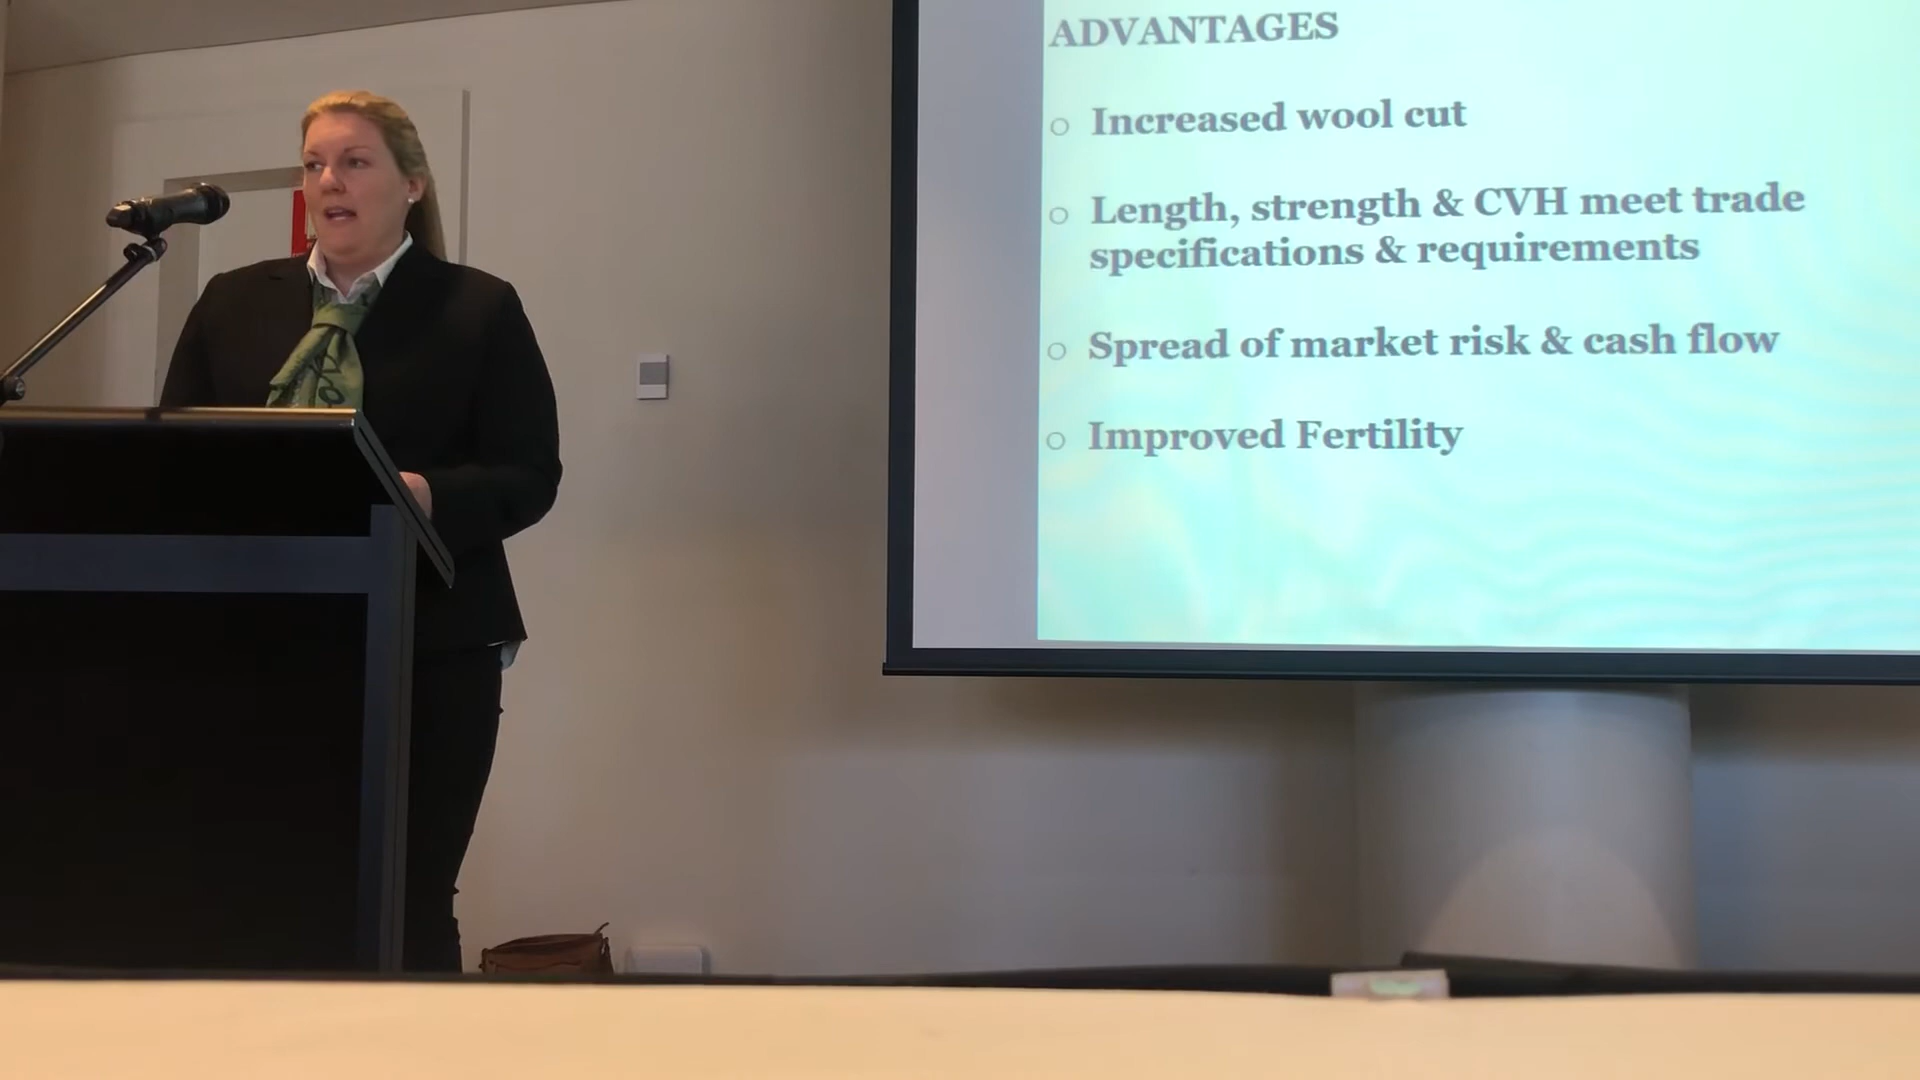 ADVANTAGES
Increased wool cut
Length, strength & CVH meet trade
specifications & requirements
Spread of market risk & cash flow
Improved Fertility